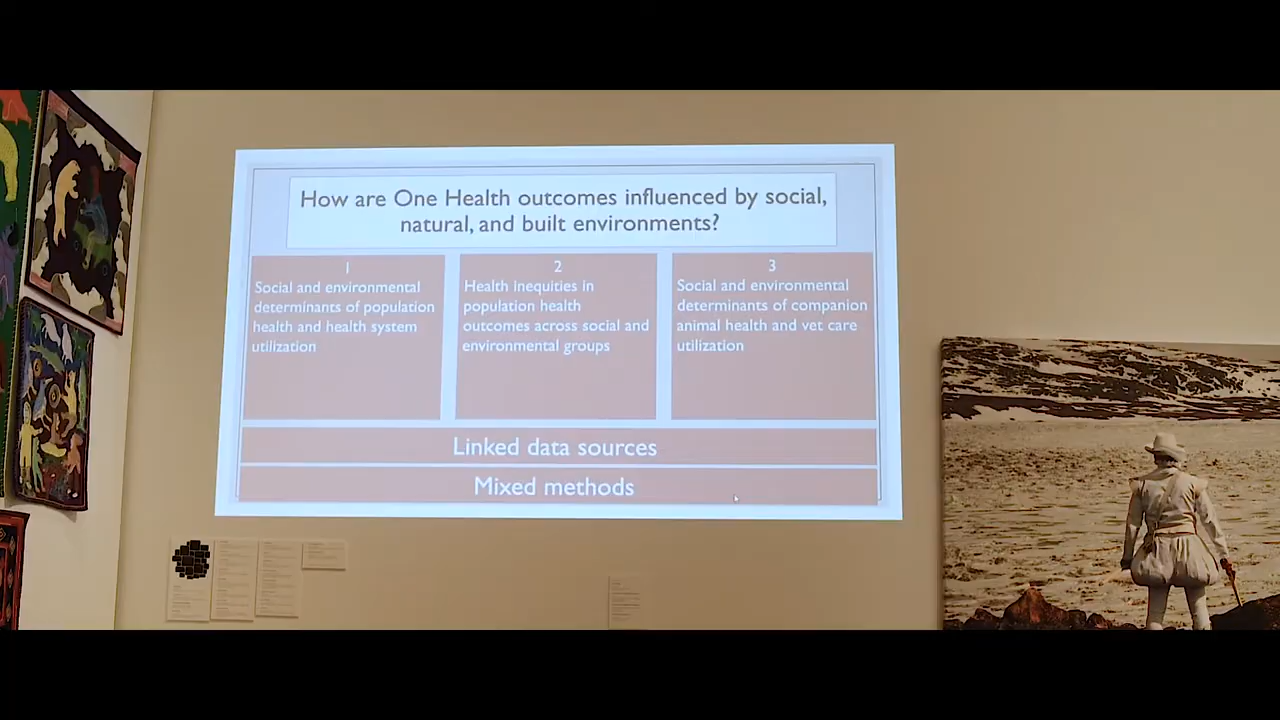 How are One Health outcomes influenced by social,
natural, and built environments?
1
Social and environmental
determinants of population
health and health system
utilization
2
Health inequities in
population health
outcomes across social and
environmental groups
3
Social and environmental
determinants of companion
animal health and vet care
utilization
Linked data sources
Mixed methods